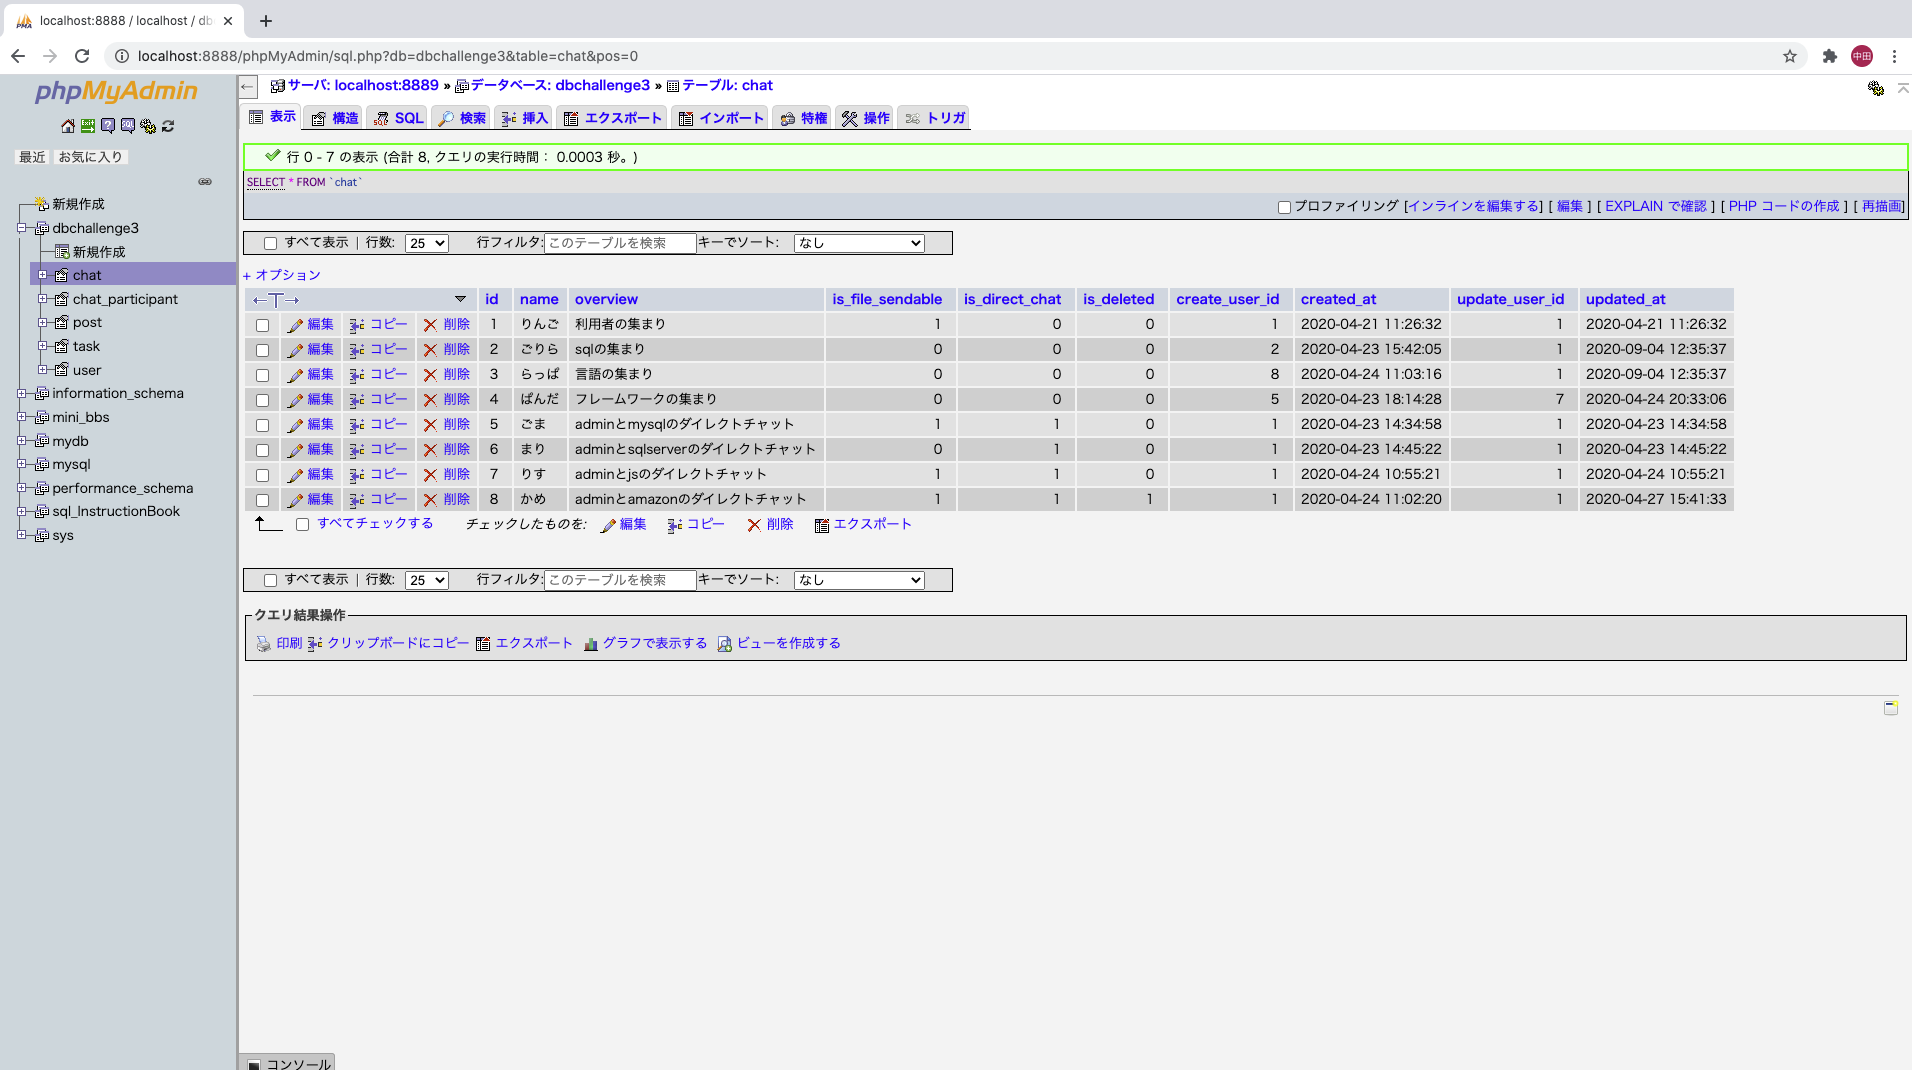 localhost:8888 / localhost / db
localhost:8888/phpMyAdmin/sql.php?db=dbchallenge3&table=chat&pos=0
中田
phpMyAdmin
最近 お気に入り
新規作成
dbchallenge3
新規作成
chat
chat_participant
post
task
user
information_schema
mini_bbs
mydb
mysql
performance_schema
sql_InstructionBook
sys
サーバ: localhost:8889 » データベース: dbchallenge3 » テーブル: chat
表示 構造 SQL 検索 挿入 エクスポート インポート 特権 操作 トリガ
行 0 - 7 の表示 (合計 8, クエリの実行時間： 0.0003 秒。)
SELECT * FROM `chat`
プロファイリング [インラインを編集する] [ 編集 ] [ EXPLAIN で確認 ] [ PHP コードの作成 ] [ 再描画]
すべて表示 | 行数: 25 行フィルタ: このテーブルを検索 キーでソート: なし
+ オプション
←T→ id name overview is_file_sendable is_direct_chat is_deleted create_user_id created_at update_user_id updated_at
編集 コピー 削除 1 りんご 利用者の集まり 1 0 0 1 2020-04-21 11:26:32 1 2020-04-21 11:26:32
編集 コピー 削除 2 ごりら sqlの集まり 0 0 0 2 2020-04-23 15:42:05 1 2020-09-04 12:35:37
編集 コピー 削除 3 らっぱ 言語の集まり 0 0 0 8 2020-04-24 11:03:16 1 2020-09-04 12:35:37
編集 コピー 削除 4 ぱんだ フレームワークの集まり 0 0 0 5 2020-04-23 18:14:28 7 2020-04-24 20:33:06
編集 コピー 削除 5 ごま adminとmysqlのダイレクトチャット 1 1 0 1 2020-04-23 14:34:58 1 2020-04-23 14:34:58
編集 コピー 削除 6 まり adminとsqlserverのダイレクトチャット 0 1 0 1 2020-04-23 14:45:22 1 2020-04-23 14:45:22
編集 コピー 削除 7 りす adminとjsのダイレクトチャット 1 1 0 1 2020-04-24 10:55:21 1 2020-04-24 10:55:21
編集 コピー 削除 8 かめ adminとamazonのダイレクトチャット 1 1 1 1 2020-04-24 11:02:20 1 2020-04-27 15:41:33
すべてチェックする チェックしたものを: 編集 コピー 削除 エクスポート
すべて表示 | 行数: 25 行フィルタ: このテーブルを検索 キーでソート: なし
クエリ結果操作
印刷 クリップボードにコピー エクスポート グラフで表示する ビューを作成する
コンソール